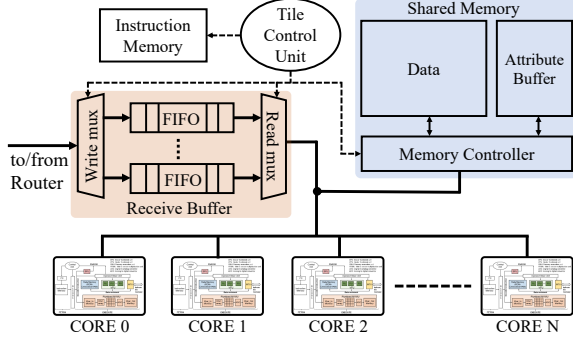 Instruction
Memory
Tile
Control
Unit
Shared Memory
Data
Attribute
Buffer
Memory Controller
Write mux
FIFO
FIFO
Read mux
Receive Buffer
to/from
Router
CORE 0
CORE 1
CORE 2
CORE N